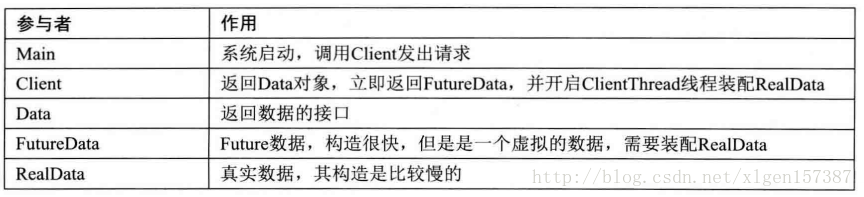 参与者 作用
Main 系统启动，调用Client发出请求
Client 返回Data对象，立即返回FutureData，并开启ClientThread线程装配RealData
Data 返回数据的接口
FutureData Future数据，构造很快，但是是一个虚拟的数据，需要装配RealData
RealData 真实数据，其构造是比较慢的
http://blog.csdn.net/xlgen157387